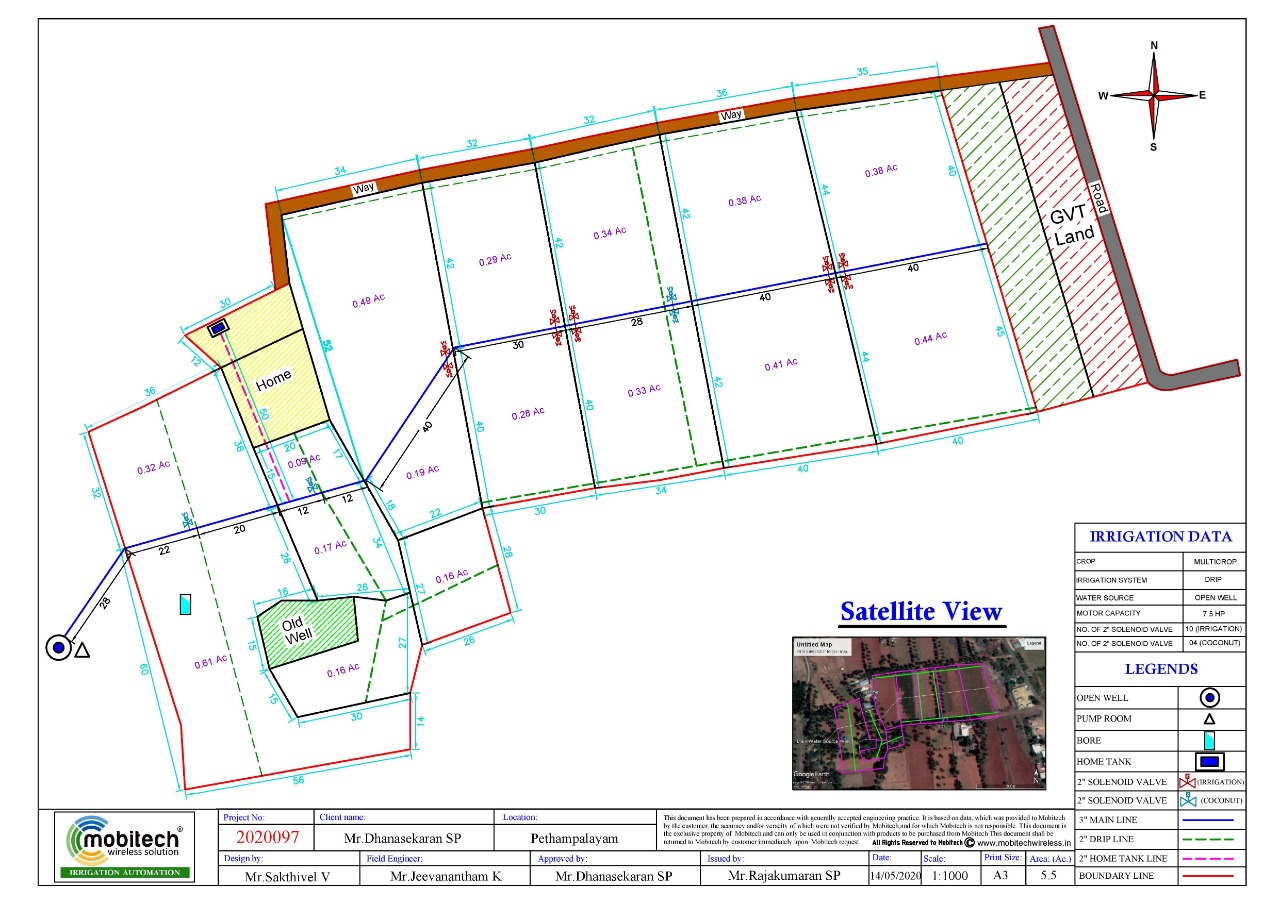 N
W
E
S
35
36
32
32
34
Way
Way
Road
GVT
Land
0.38 Ac
0.38 Ac
0.34 Ac
0.29 Ac
0.49 Ac
40
44
42
42
42
52
40
40
28
30
40
45
44
42
40
40
0.44 Ac
0.41 Ac
0.33 Ac
0.28 Ac
0.19 Ac
40
40
34
30
22
30
12
Home
50
36
38
20
17
0.09 Ac
15
0.32 Ac
32
22
20
12
12
28
18
34
0.17 Ac
26
16
26
27
28
0.16 Ac
26
Old
Well
15
15
0.16 Ac
27
30
14
0.61 Ac
60
56
Satellite View
Untitled Map
Legend
Google Earth
N
IRRIGATION DATA
CROP MULTICROP
IRRIGATION SYSTEM DRIP
WATER SOURCE OPEN WELL
MOTOR CAPACITY 7.5 HP
NO. OF 2" SOLENOID VALVE 10 (IRRIGATION)
NO. OF 2" SOLENOID VALVE 04 (COCONUT)
LEGENDS
OPEN WELL
PUMP ROOM
BORE
HOME TANK
2" SOLENOID VALVE (IRRIGATION)
2" SOLENOID VALVE (COCONUT)
3" MAIN LINE
2" DRIP LINE
2" HOME TANK LINE
BOUNDARY LINE
mobitech®
wireless solution
IRRIGATION AUTOMATION
Project No:
2020097
Client name:
Mr.Dhanasekaran SP
Location:
Pethampalayam
This document has been prepared in accordance with generally accepted engineering practice. It is based on data, which was provided to Mobitech
by the customer, the accuracy and/or veracity of which were not verified by Mobitech,and for which Mobitech is not responsible. This document is
the exclusive property of Mobitech and can only be used in conjunction with products to be purchased from Mobitech This document shall be
returned to Mobitech by customer immediately upon Mobitech request. All Rights Reserved to Mobitech © www.mobitechwireless.in
Design by:
Mr.Sakthivel V
Field Engineer:
Mr.Jeevanantham K
Approved by:
Mr.Dhanasekaran SP
Issued by:
Mr.Rajakumaran SP
Date:
14/05/2020
Scale:
1:1000
Print Size:
A3
Area: (Ac.)
5.5